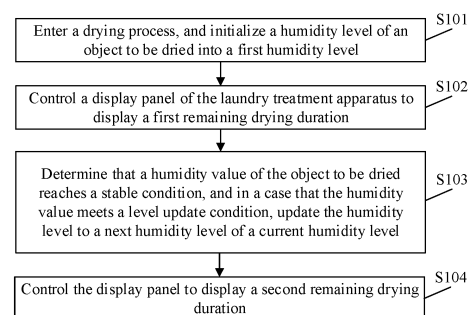 S101
Enter a drying process, and initialize a humidity level of an
object to be dried into a first humidity level
S102
Control a display panel of the laundry treatment apparatus to
display a first remaining drying duration
S103
Determine that a humidity value of the object to be dried
reaches a stable condition, and in a case that the humidity
value meets a level update condition, update the humidity
level to a next humidity level of a current humidity level
S104
Control the display panel to display a second remaining drying
duration